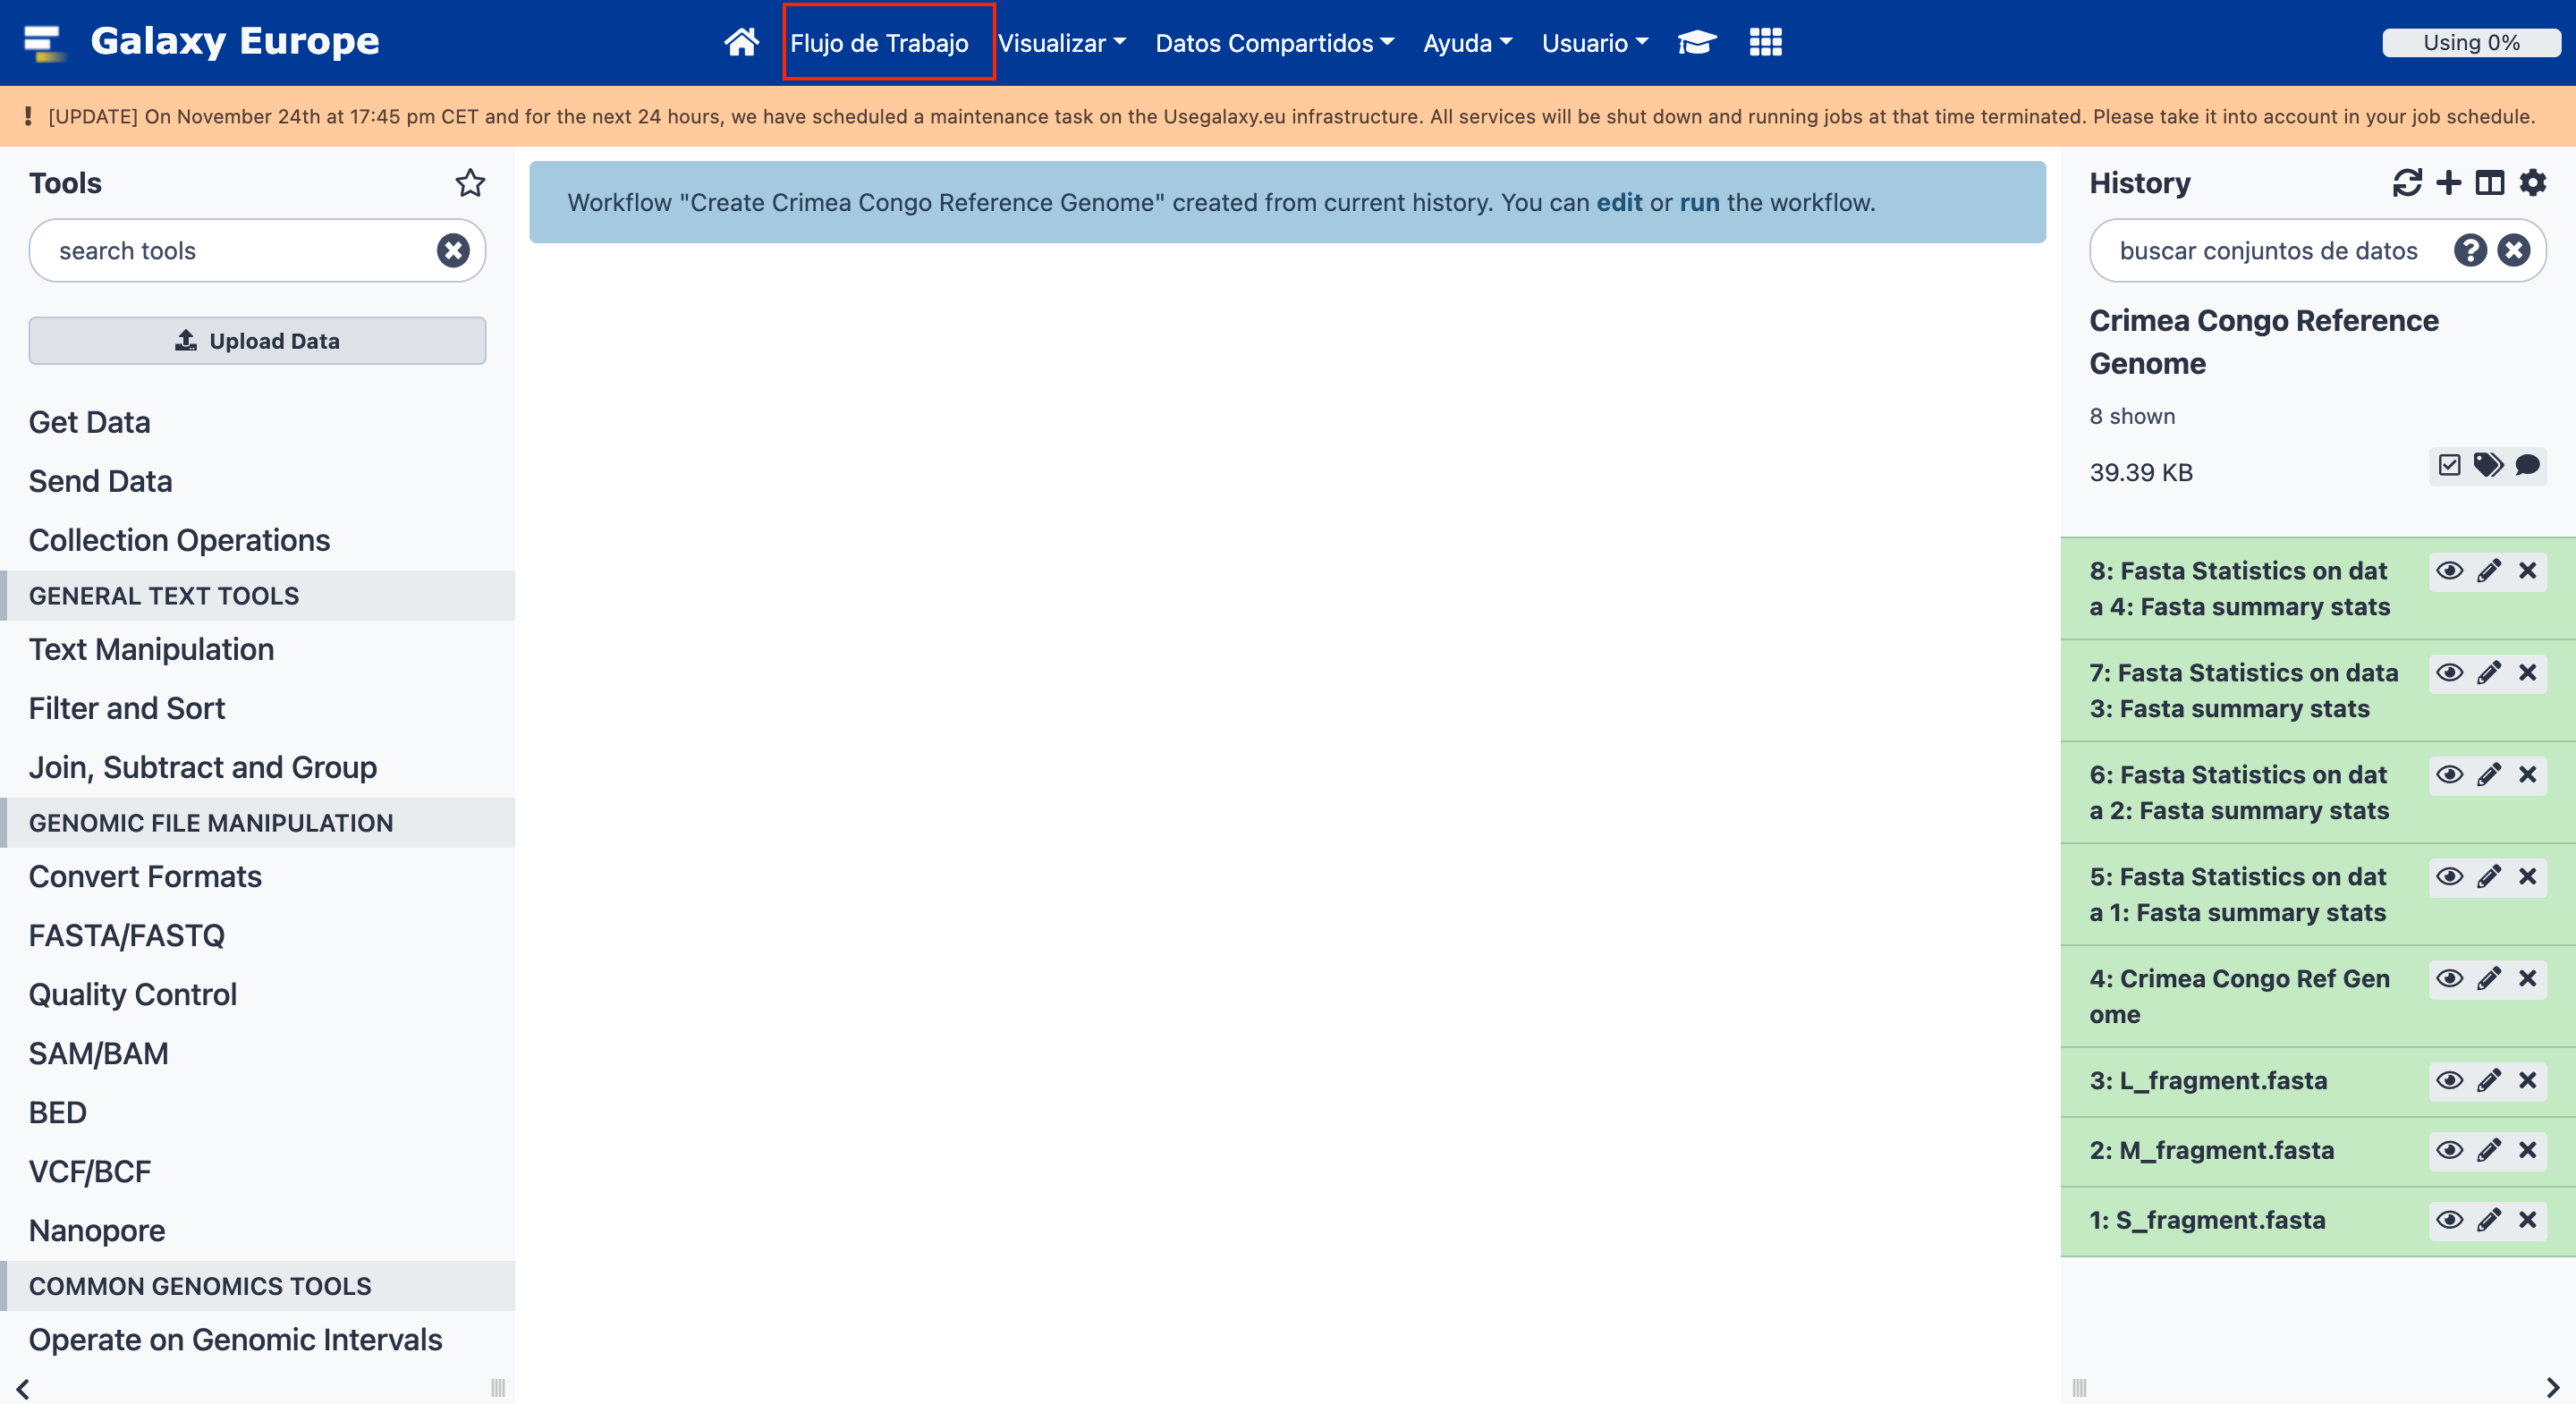 Galaxy Europe
Flujo de Trabajo
Visualizar
Datos Compartidos
Ayuda
Usuario
Using 0%
[UPDATE] On November 24th at 17:45 pm CET and for the next 24 hours, we have scheduled a maintenance task on the Usegalaxy.eu infrastructure. All services will be shut down and running jobs at that time terminated. Please take it into account in your job schedule.
Tools
search tools
Upload Data
Get Data
Send Data
Collection Operations
GENERAL TEXT TOOLS
Text Manipulation
Filter and Sort
Join, Subtract and Group
GENOMIC FILE MANIPULATION
Convert Formats
FASTA/FASTQ
Quality Control
SAM/BAM
BED
VCF/BCF
Nanopore
COMMON GENOMICS TOOLS
Operate on Genomic Intervals
Workflow "Create Crimea Congo Reference Genome" created from current history. You can edit or run the workflow.
History
buscar conjuntos de datos
Crimea Congo Reference
Genome
8 shown
39.39 KB
8: Fasta Statistics on dat
a 4: Fasta summary stats
7: Fasta Statistics on data
3: Fasta summary stats
6: Fasta Statistics on dat
a 2: Fasta summary stats
5: Fasta Statistics on dat
a 1: Fasta summary stats
4: Crimea Congo Ref Gen
ome
3: L_fragment.fasta
2: M_fragment.fasta
1: S_fragment.fasta